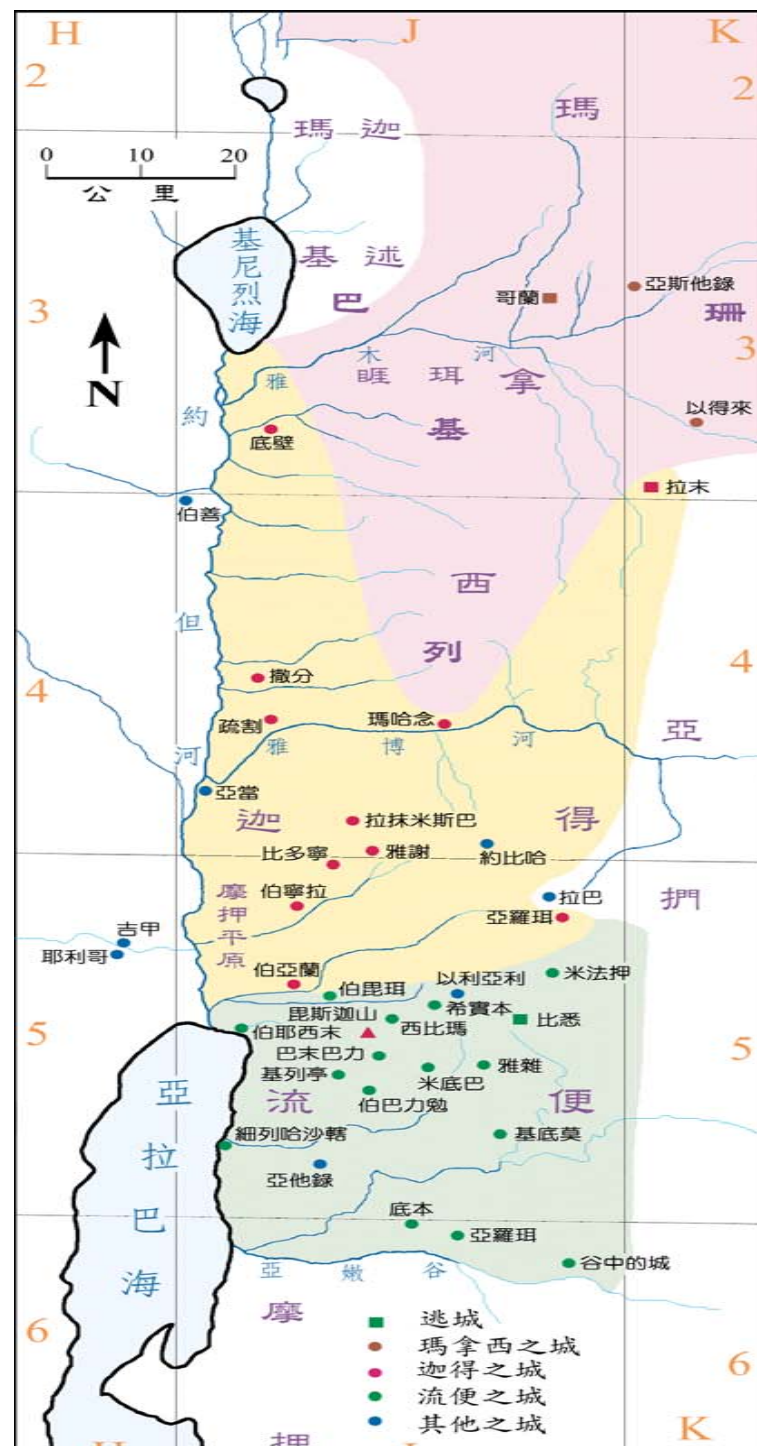 H J K
2 2
瑪迦 瑪
0 10 20
公里
基尼烈海
基述
巴
哥蘭
亞斯他錄
珊
3 3
N
雅木河
睚珥
拿
基
以得來
約但河
底壁
拉末
伯善
西
列
4 4
撒分
疏割
瑪哈念
雅博河
亞捫
亞當
迦得
拉抹米斯巴
比多寧
雅謝
約比哈
摩押平原
伯寧拉
拉巴
亞羅珥
吉甲
耶利哥
伯亞蘭
伯毘珥
以利亞利
米法押
毘斯迦山
希實本
伯耶西末
西比瑪
比悉
5 5
巴末巴力
基列亭
米底巴
雅雜
伯巴力勉
亞拉巴海
流便
細列哈沙轄
基底莫
亞他錄
底本
亞羅珥
谷中的城
亞嫩谷
摩押
6 6
逃城
瑪拿西之城
迦得之城
流便之城
其他之城
H J K